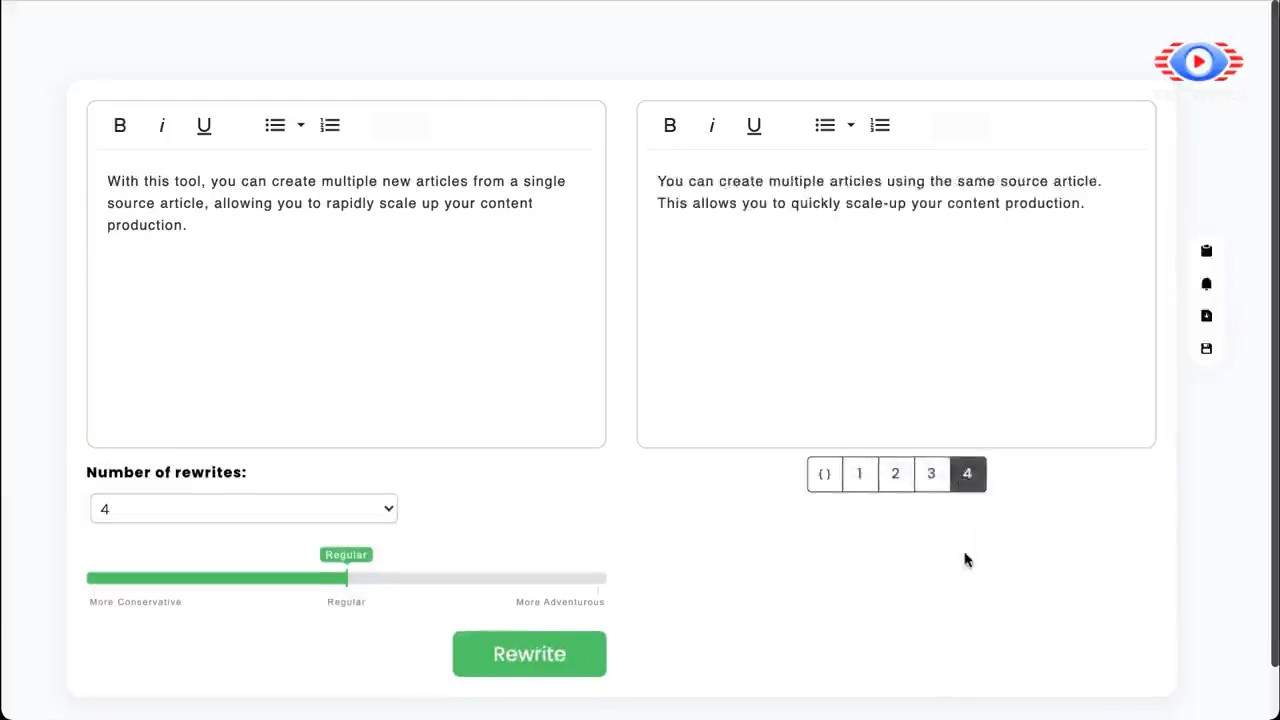 B i U
With this tool, you can create multiple new articles from a single
source article, allowing you to rapidly scale up your content
production.
B i U
You can create multiple articles using the same source article.
This allows you to quickly scale-up your content production.
{ } 1 2 3 4
Number of rewrites:
4
Regular
More Conservative Regular More Adventurous
Rewrite